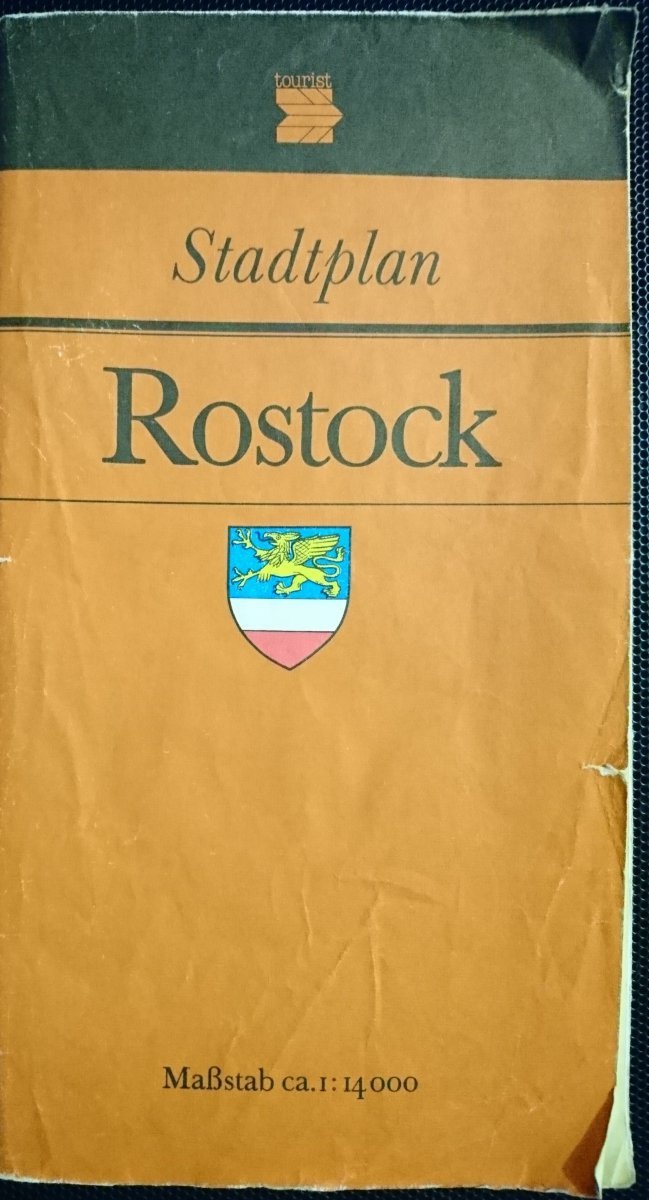 tourist
Stadtplan
Rostock
Maßstab ca. 1:14000